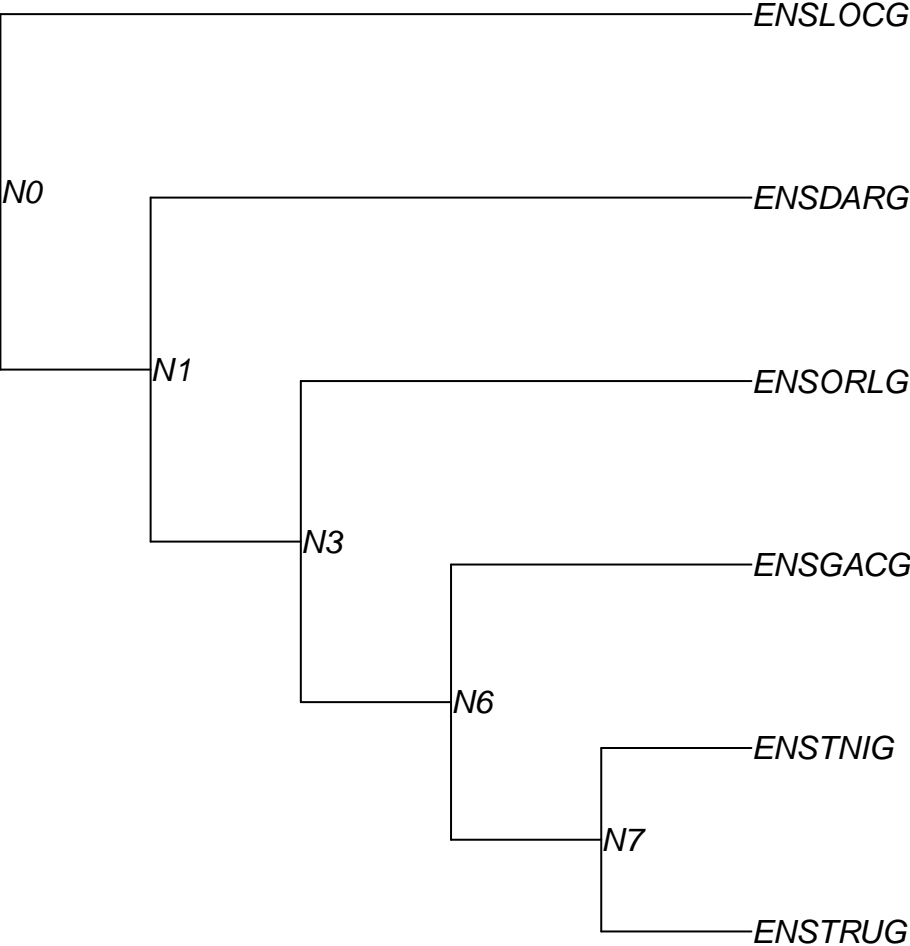 ENSLOCG
N0
ENSDARG
N1
ENSORLG
N3
ENSGACG
N6
ENSTNIG
N7
ENSTRUG